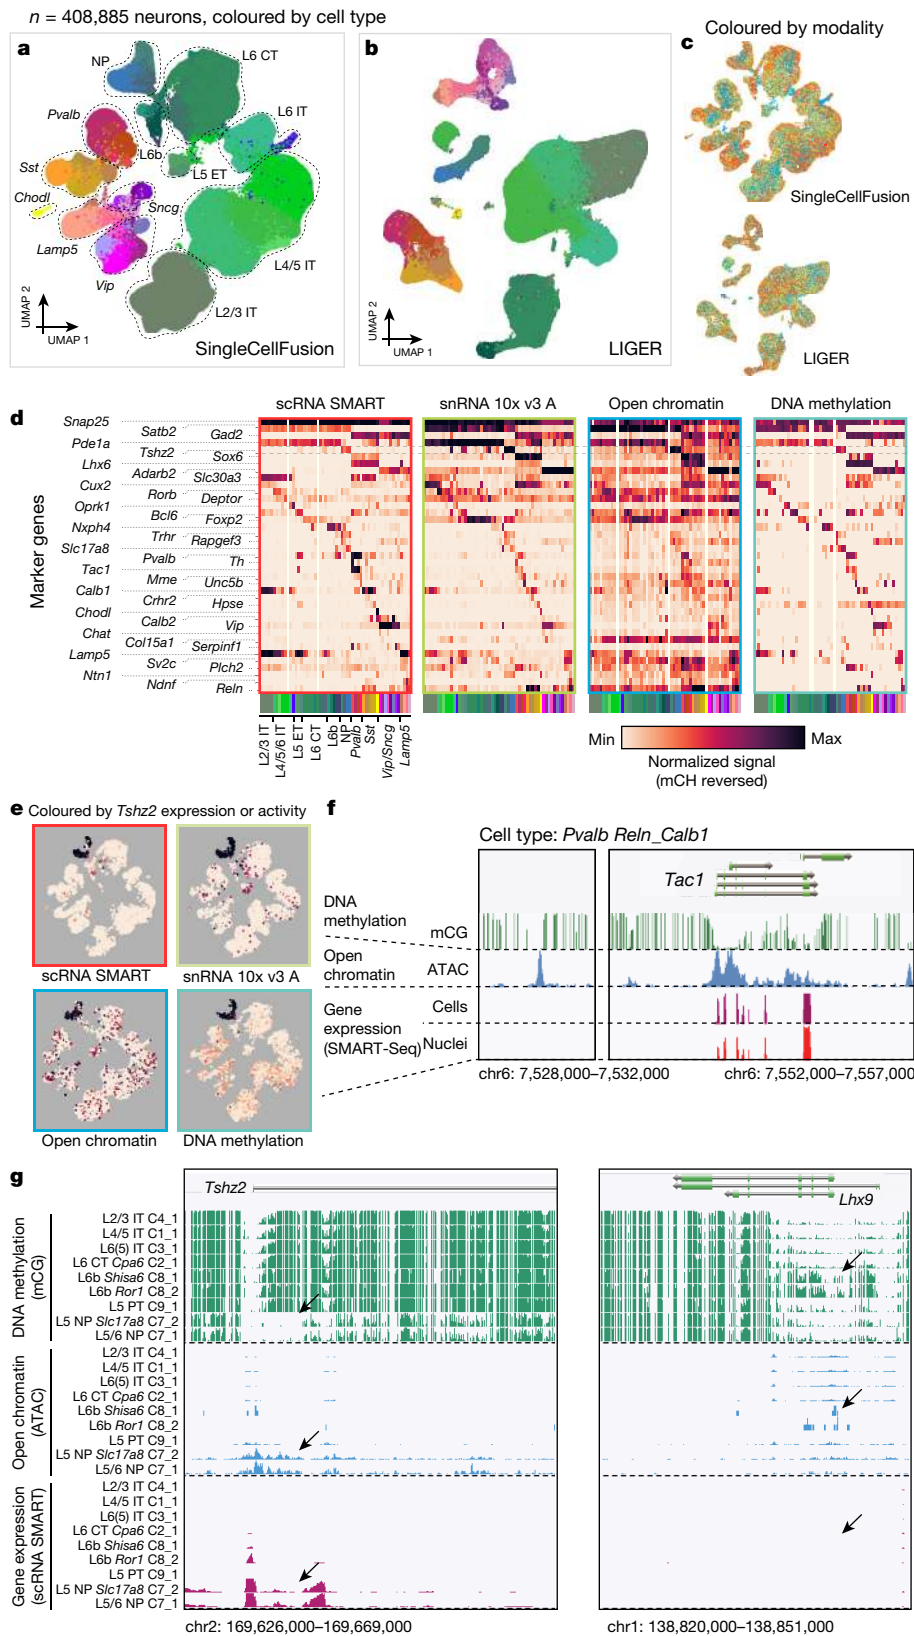 n = 408,885 neurons, coloured by cell type
a
NP
L6 CT
Pvalb
L6 IT
L6b
Sst
L5 ET
Chodl
Sncg
Lamp5
L4/5 IT
Vip
L2/3 IT
UMAP 2
UMAP 1
SingleCellFusion
b
UMAP 2
UMAP 1
LIGER
Coloured by modality
c
SingleCellFusion
LIGER
d
scRNA SMART
snRNA 10x v3 A
Open chromatin
DNA methylation
Marker genes
Snap25
Satb2
Gad2
Pde1a
Tshz2
Sox6
Lhx6
Adarb2
Slc30a3
Cux2
Rorb
Deptor
Oprk1
Bcl6
Foxp2
Nxph4
Trhr
Rapgef3
Slc17a8
Pvalb
Th
Tac1
Mme
Unc5b
Calb1
Crhr2
Hpse
Chodl
Calb2
Vip
Chat
Col15a1
Serpinf1
Lamp5
Sv2c
Plch2
Ntn1
Ndnf
Reln
L2/3 IT
L4/5/6 IT
L5 ET
L6 CT
L6b
NP
Pvalb
Sst
Vip/Sncg
Lamp5
Min
Max
Normalized signal
(mCH reversed)
e
Coloured by Tshz2 expression or activity
scRNA SMART
snRNA 10x v3 A
Open chromatin
DNA methylation
f
Cell type: Pvalb Reln_Calb1
Tac1
DNA
methylation
mCG
Open
chromatin
ATAC
Gene
expression
(SMART-Seq)
Cells
Nuclei
chr6: 7,528,000–7,532,000
chr6: 7,552,000–7,557,000
g
Tshz2
Lhx9
DNA methylation
(mCG)
L2/3 IT C4_1
L4/5 IT C1_1
L6(5) IT C3_1
L6 CT Cpa6 C2_1
L6b Shisa6 C8_1
L6b Ror1 C8_2
L5 PT C9_1
L5 NP Slc17a8 C7_2
L5/6 NP C7_1
Open chromatin
(ATAC)
L2/3 IT C4_1
L4/5 IT C1_1
L6(5) IT C3_1
L6 CT Cpa6 C2_1
L6b Shisa6 C8_1
L6b Ror1 C8_2
L5 PT C9_1
L5 NP Slc17a8 C7_2
L5/6 NP C7_1
Gene expression
(scRNA SMART)
L2/3 IT C4_1
L4/5 IT C1_1
L6(5) IT C3_1
L6 CT Cpa6 C2_1
L6b Shisa6 C8_1
L6b Ror1 C8_2
L5 PT C9_1
L5 NP Slc17a8 C7_2
L5/6 NP C7_1
chr2: 169,626,000–169,669,000
chr1: 138,820,000–138,851,000